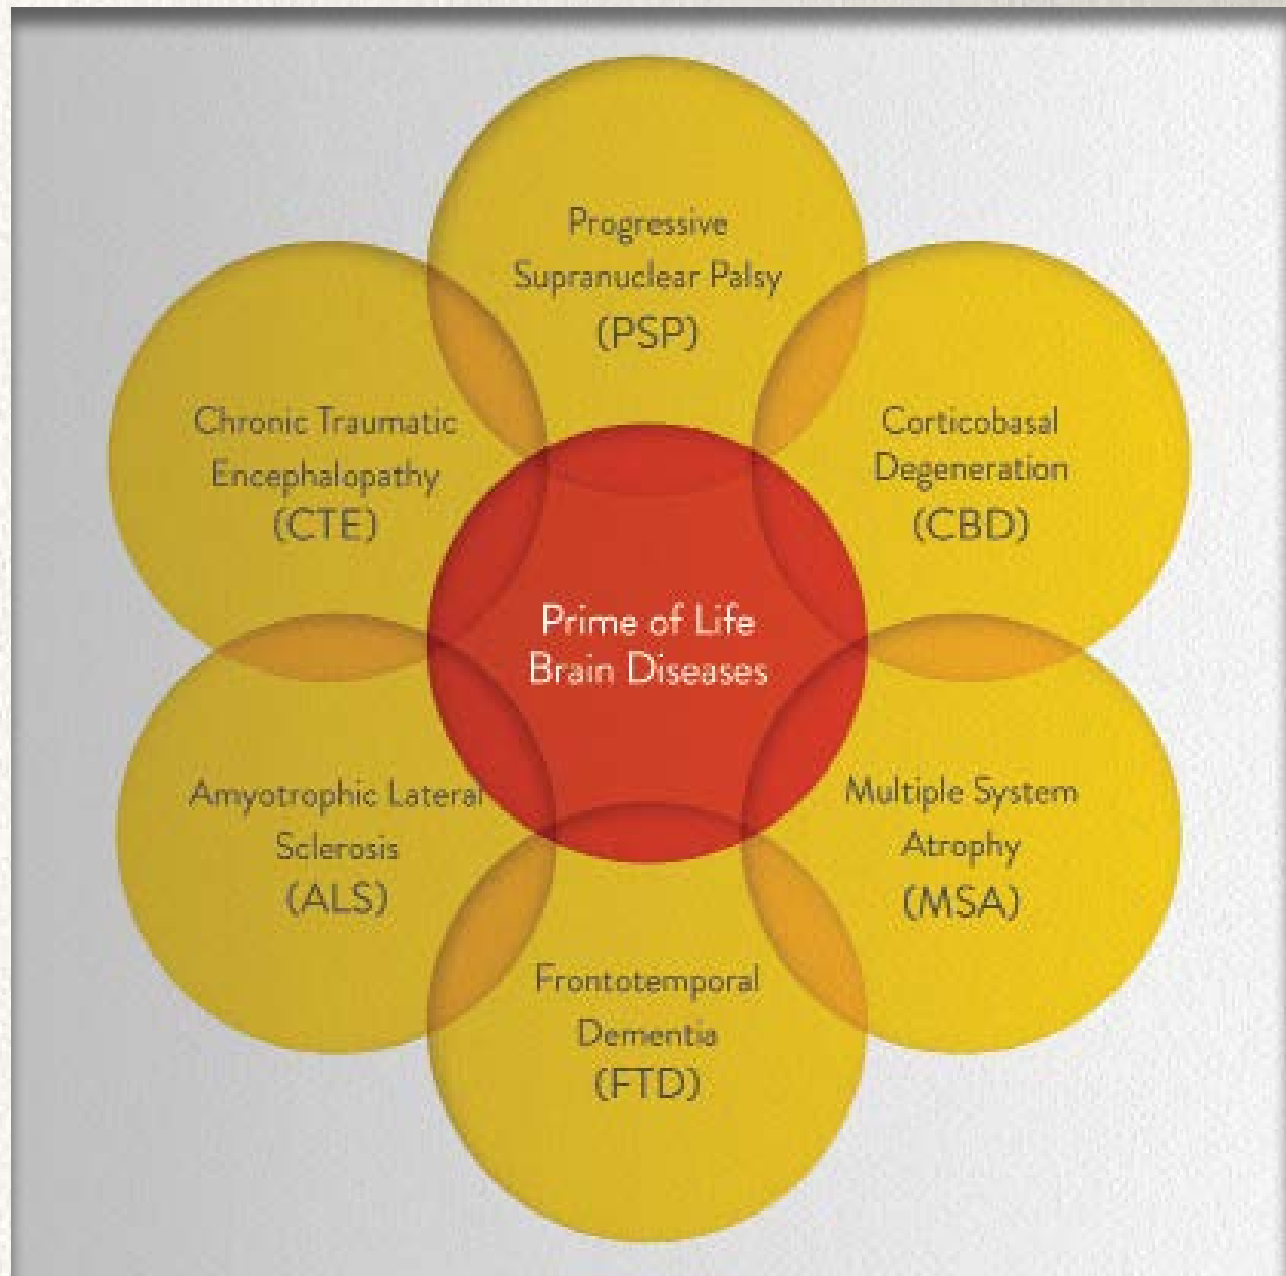 Progressive
Supranuclear Palsy
(PSP)
Chronic Traumatic
Encephalopathy
(CTE)
Corticobasal
Degeneration
(CBD)
Prime of Life
Brain Diseases
Amyotrophic Lateral
Sclerosis
(ALS)
Multiple System
Atrophy
(MSA)
Frontotemporal
Dementia
(FTD)